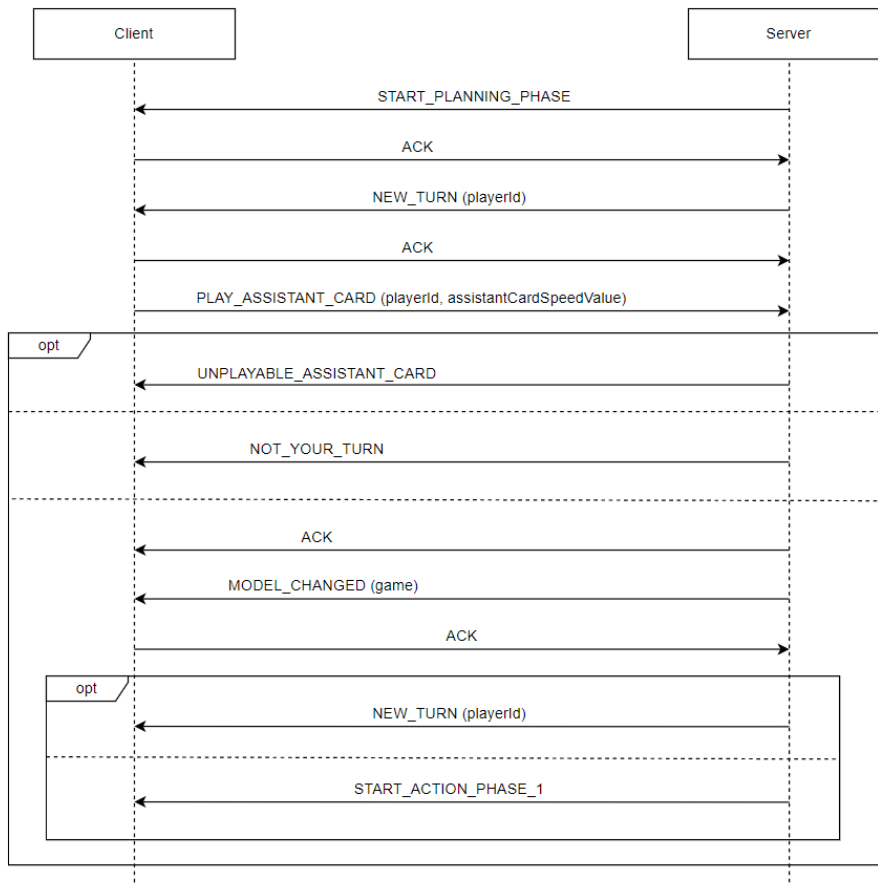 Client
Server
START_PLANNING_PHASE
ACK
NEW_TURN (playerId)
ACK
PLAY_ASSISTANT_CARD (playerId, assistantCardSpeedValue)
opt
UNPLAYABLE_ASSISTANT_CARD
NOT_YOUR_TURN
ACK
MODEL_CHANGED (game)
ACK
opt
NEW_TURN (playerId)
START_ACTION_PHASE_1